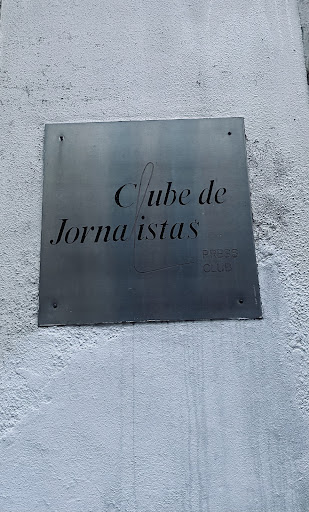 Clube de
Jornalistas
PRESS
CLUB